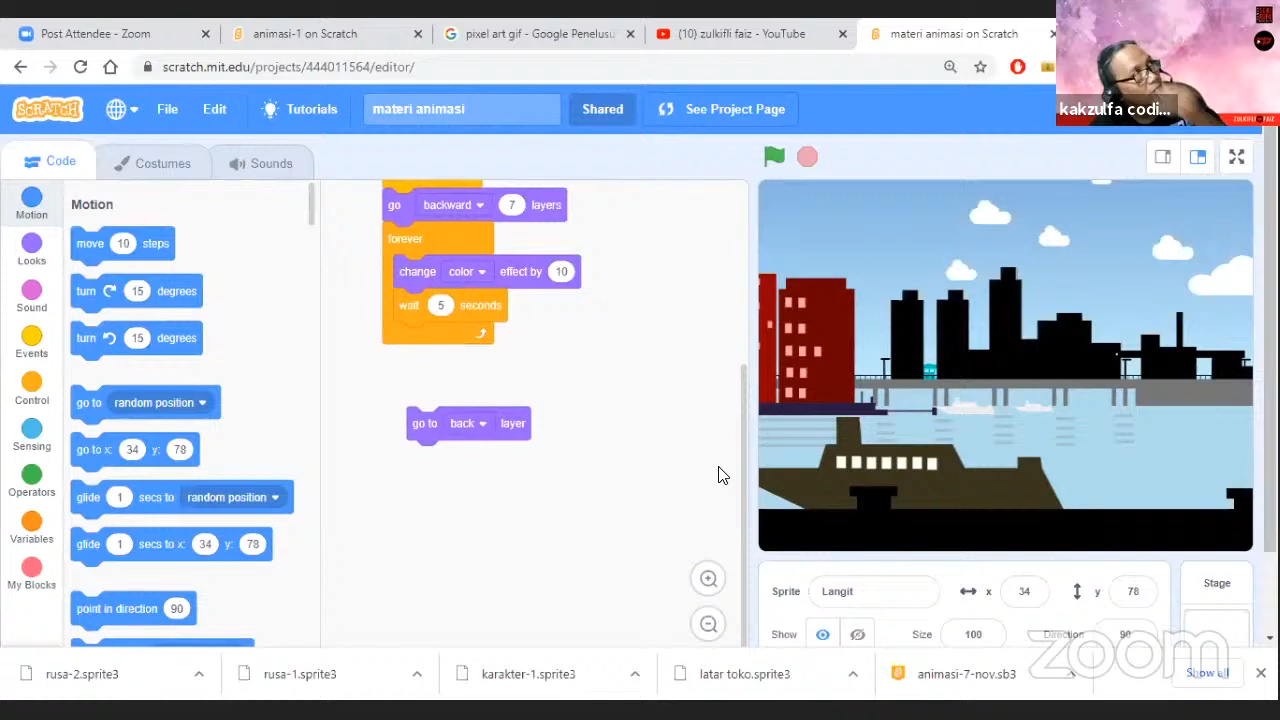 Post Attendee - Zoom
animasi-1 on Scratch
pixel art gif - Google Penelusu
(10) zulkifli faiz - YouTube
materi animasi on Scratch
scratch.mit.edu/projects/444011564/editor/
kakzulfa codi...
ZULKIFLI FAIZ
SCRATCH
File
Edit
Tutorials
materi animasi
Shared
See Project Page
Code
Costumes
Sounds
Motion
Looks
Sound
Events
Control
Sensing
Operators
Variables
My Blocks
Motion
move 10 steps
turn 15 degrees
turn 15 degrees
go to random position
go to x: 34 y: 78
glide 1 secs to random position
glide 1 secs to x: 34 y: 78
point in direction 90
go backward 7 layers
forever
change color effect by 10
wait 5 seconds
go to back layer
Sprite Langit x 34 y 78
Show Size 100 Direction 90
Stage
zoom
rusa-2.sprite3
rusa-1.sprite3
karakter-1.sprite3
latar toko.sprite3
animasi-7-nov.sb3
Show all